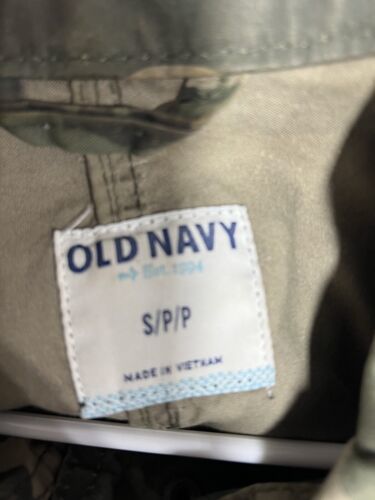 OLD NAVY
Est. 1994
S/P/P
MADE IN VIETNAM